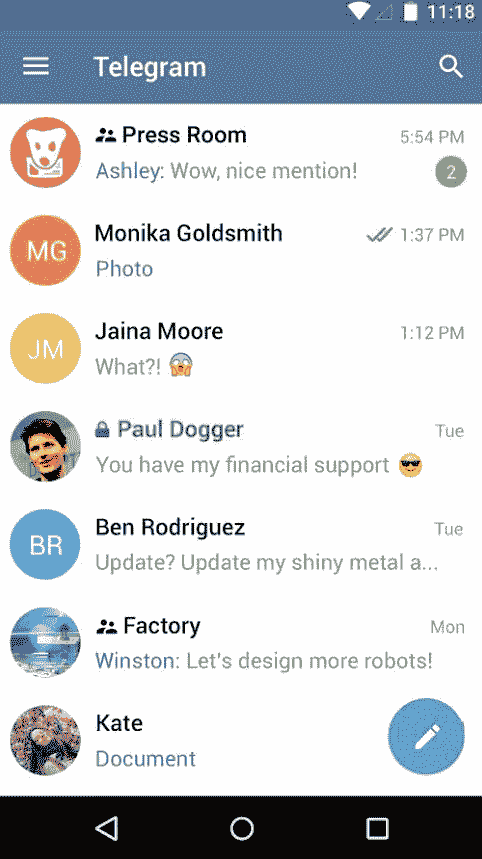 11:18
Telegram
Press Room 5:54 PM
Ashley: Wow, nice mention! 2
MG Monika Goldsmith 1:37 PM
Photo
JM Jaina Moore 1:12 PM
What?! 😱
Paul Dogger Tue
You have my financial support 😎
BR Ben Rodriguez Tue
Update? Update my shiny metal a...
Factory Mon
Winston: Let's design more robots!
Kate
Document